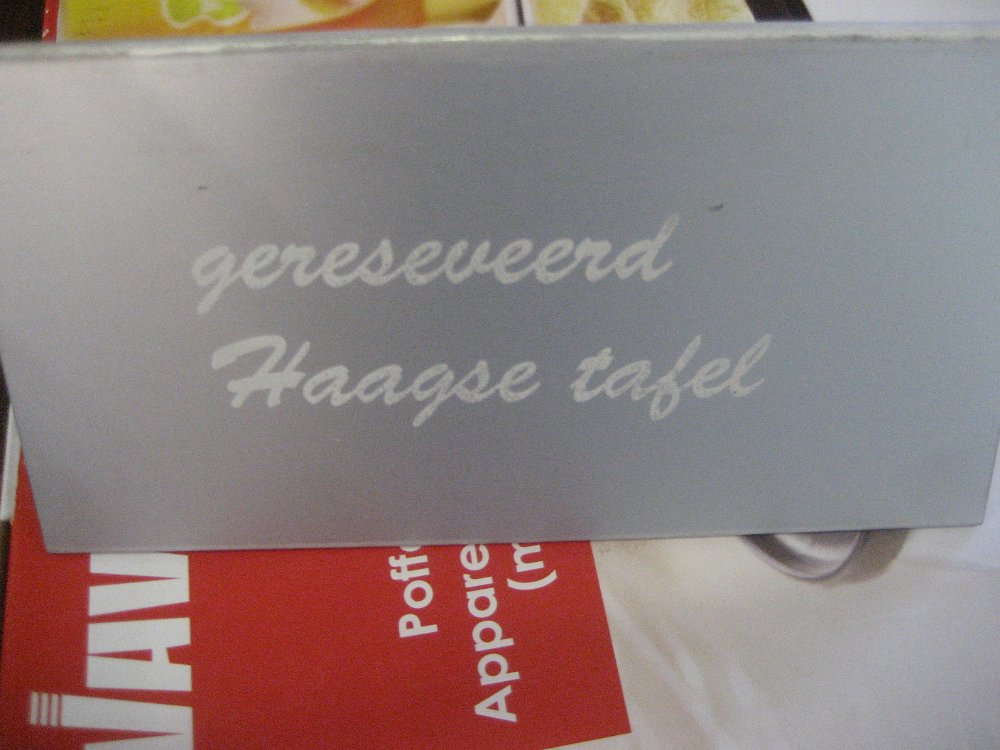 gereseveerd
Haagse tafel
Poff
Appare
(m